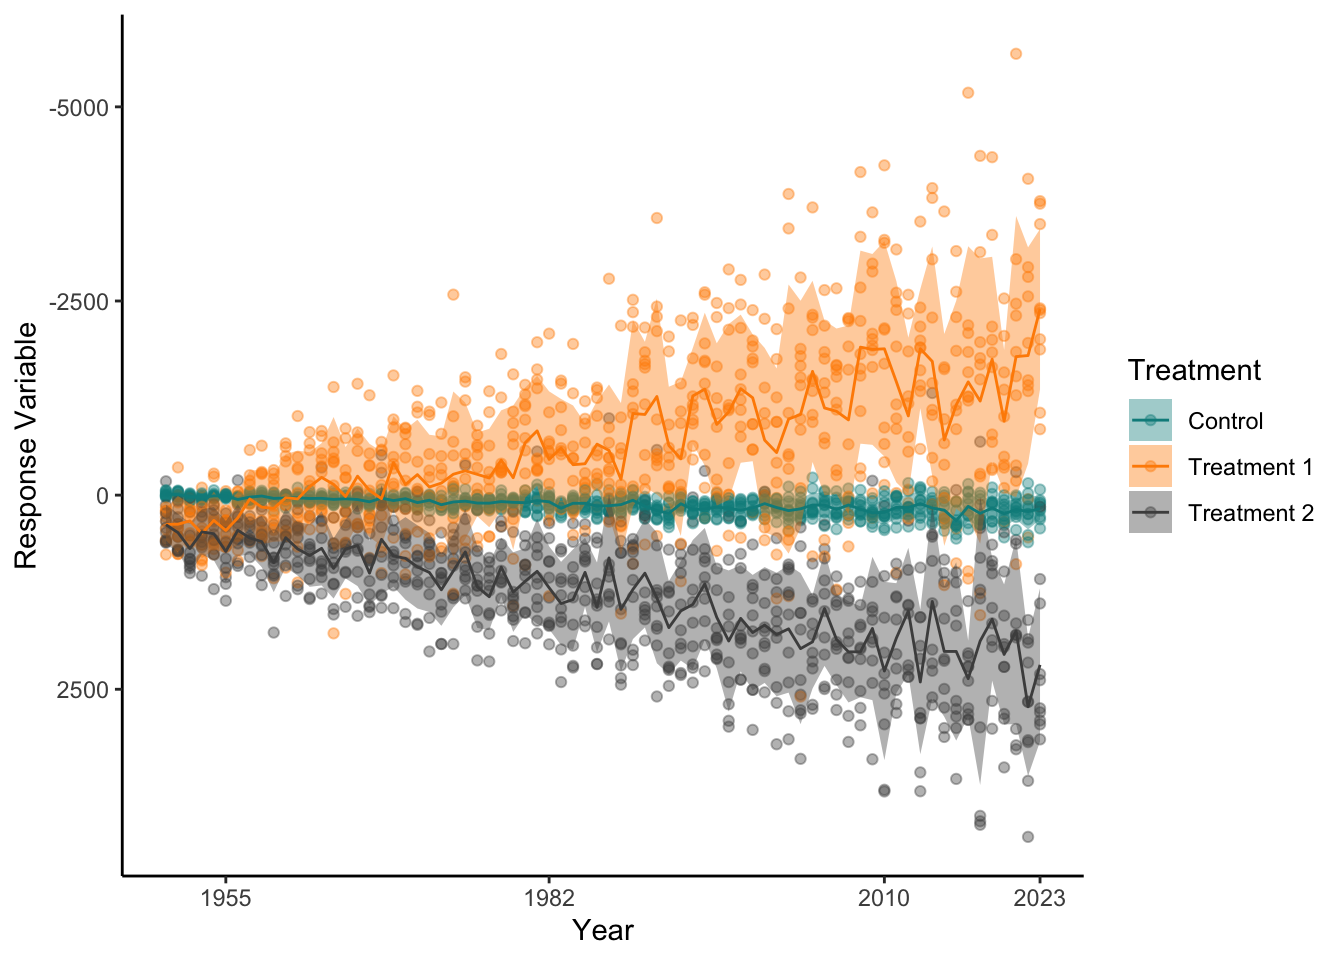 -5000
-2500
0
2500
Response Variable
1955
1982
2010
2023
Year
Treatment
Control
Treatment 1
Treatment 2